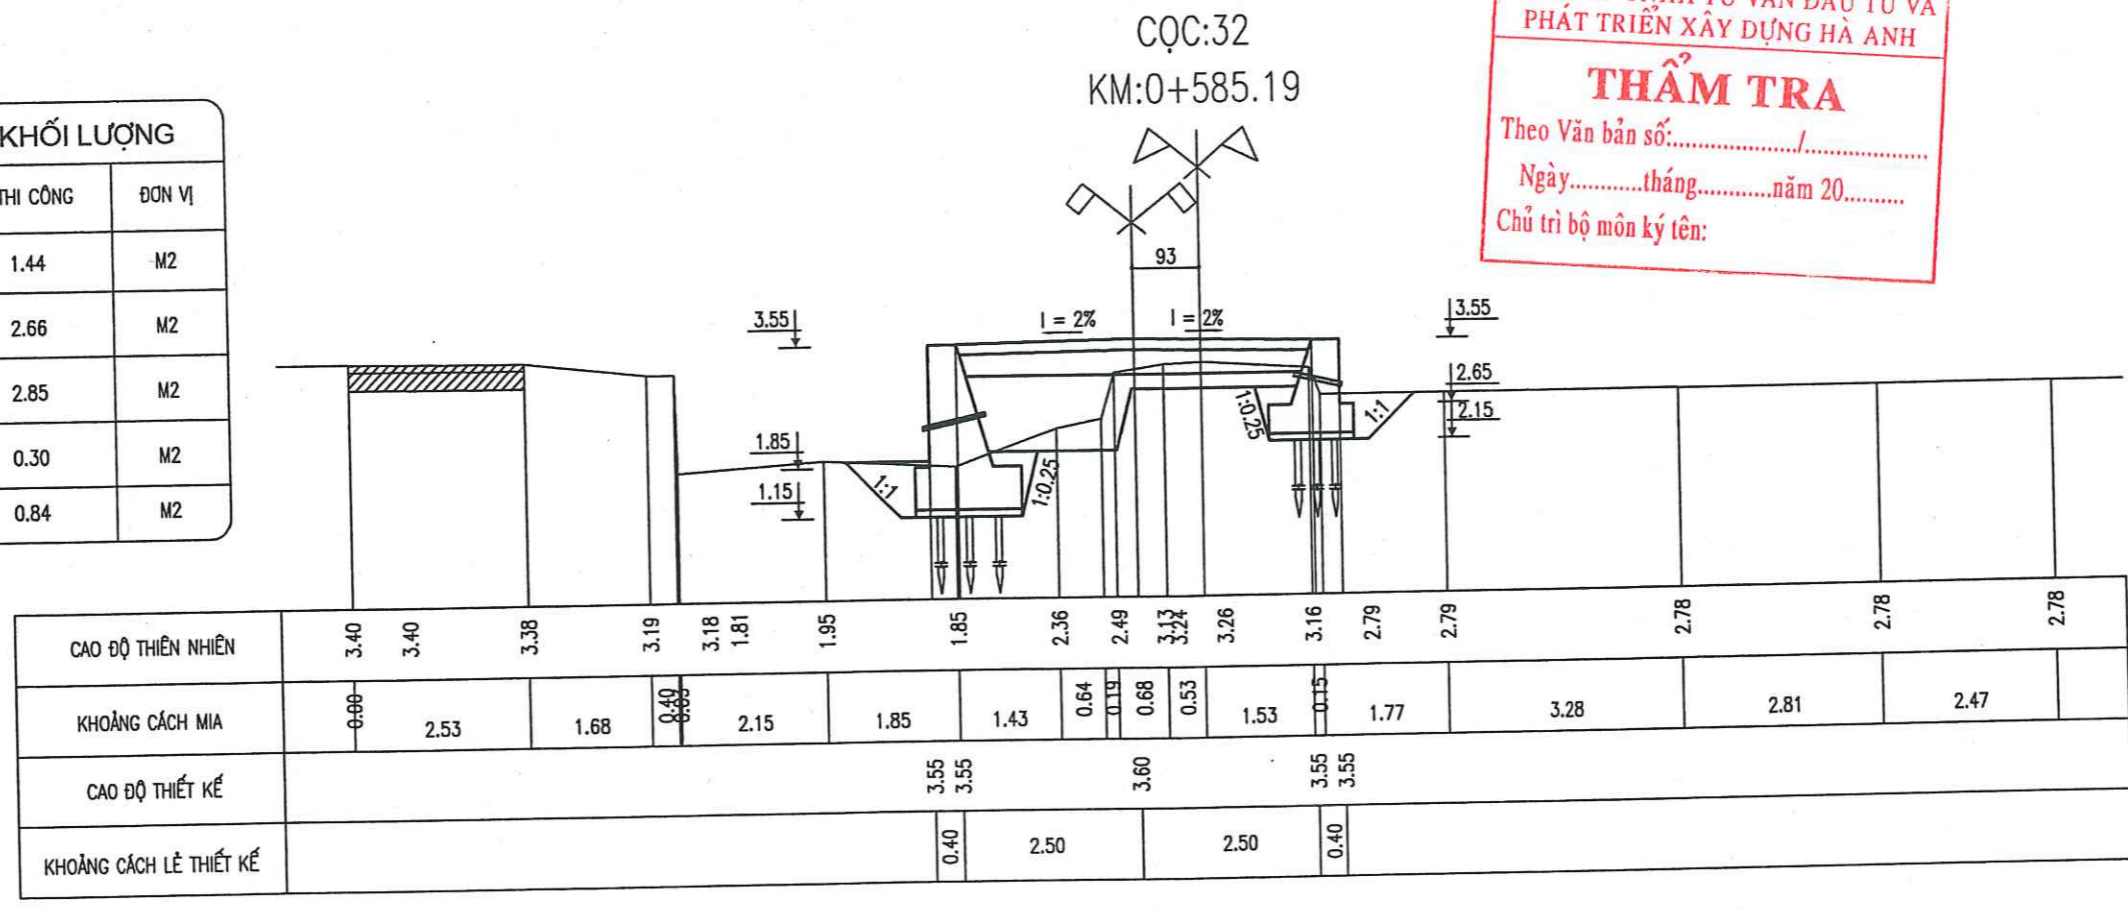 CỌC:32
KM:0+585.19
PHÁT TRIỂN XÂY DỰNG HÀ ANH
THẨM TRA
Theo Văn bản số:...................../.....................
Ngày............tháng............năm 20..........
Chủ trì bộ môn ký tên:
KHỐI LƯỢNG
THI CÔNG ĐƠN VỊ
1.44 M2
2.66 M2
2.85 M2
0.30 M2
0.84 M2
93
3.55 I = 2% I = 2% 3.55
2.65
2.15
1.85
1.15
1:1 1:0.25 1:0.25 1:1
CAO ĐỘ THIÊN NHIÊN 3.40 3.40 3.38 3.19 3.18 1.81 1.95 1.85 2.36 2.49 3.13 3.24 3.26 3.16 2.79 2.79 2.78 2.78 2.78
KHOẢNG CÁCH MIA 0.00 2.53 1.68 0.40 2.15 1.85 1.43 0.64 0.19 0.68 0.53 1.53 0.15 1.77 3.28 2.81 2.47
CAO ĐỘ THIẾT KẾ 3.55 3.55 3.60 3.55 3.55
KHOẢNG CÁCH LẺ THIẾT KẾ 0.40 2.50 2.50 0.40